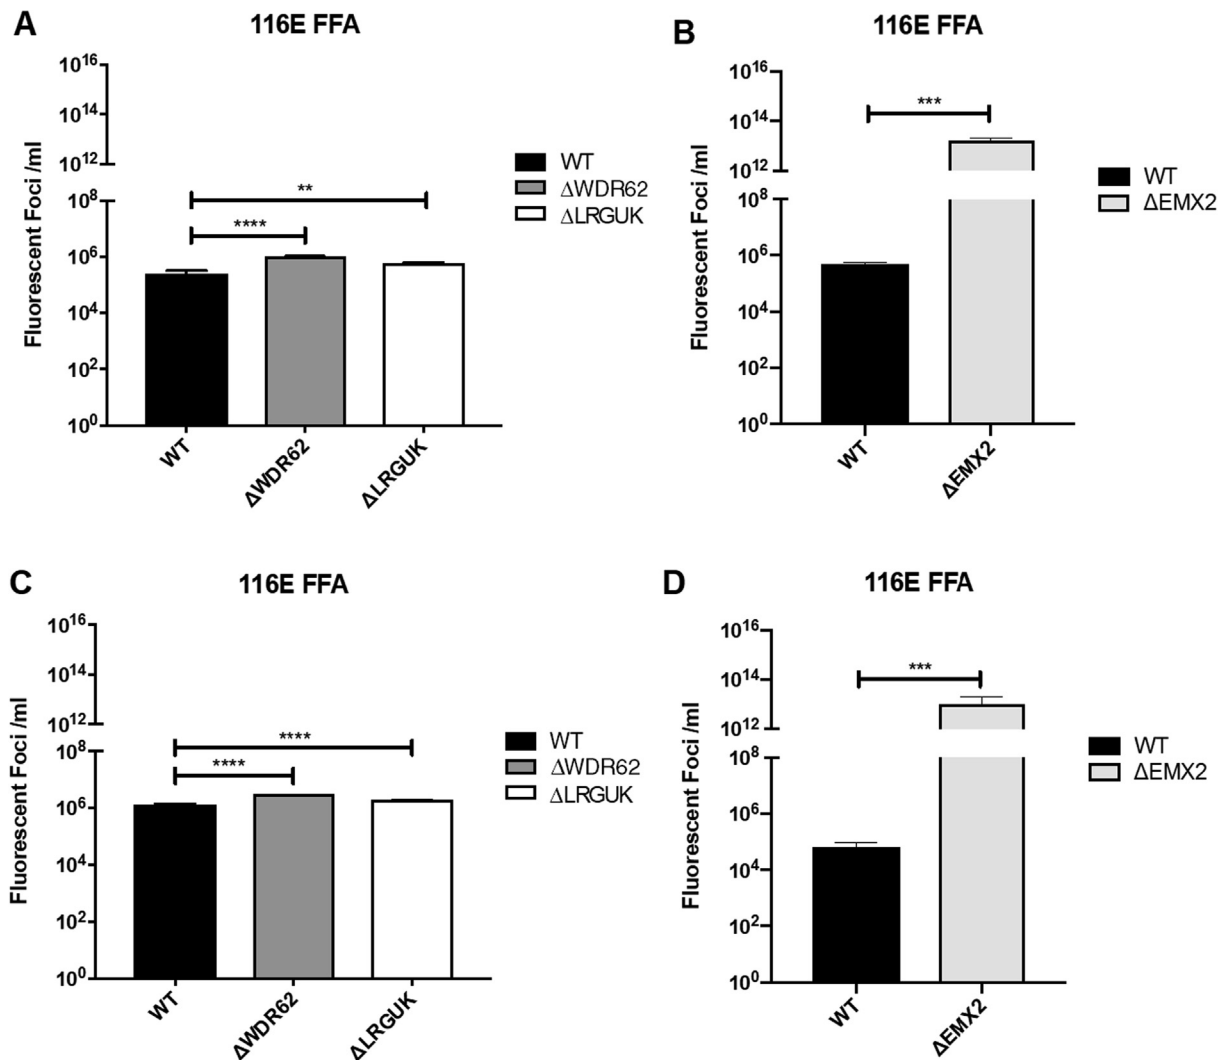 A
116E FFA
Fluorescent Foci /ml
10^16
10^14
10^12
10^8
10^6
10^4
10^2
10^0
**
****
WT
ΔWDR62
ΔLRGUK
WT
ΔWDR62
ΔLRGUK
B
116E FFA
Fluorescent Foci /ml
10^16
10^14
10^12
10^8
10^6
10^4
10^2
10^0
***
WT
ΔEMX2
WT
ΔEMX2
C
116E FFA
Fluorescent Foci /ml
10^16
10^14
10^12
10^8
10^6
10^4
10^2
10^0
****
****
WT
ΔWDR62
ΔLRGUK
WT
ΔWDR62
ΔLRGUK
D
116E FFA
Fluorescent Foci /ml
10^16
10^14
10^12
10^8
10^6
10^4
10^2
10^0
***
WT
ΔEMX2
WT
ΔEMX2